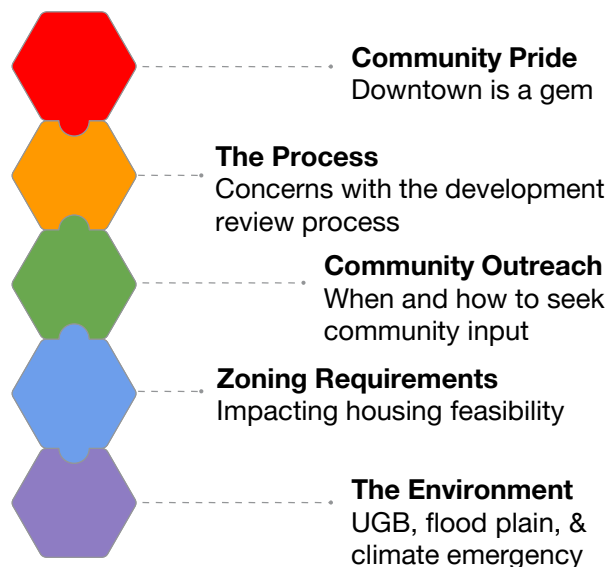 Community Pride
Downtown is a gem
The Process
Concerns with the development
review process
Community Outreach
When and how to seek
community input
Zoning Requirements
Impacting housing feasibility
The Environment
UGB, flood plain, &
climate emergency